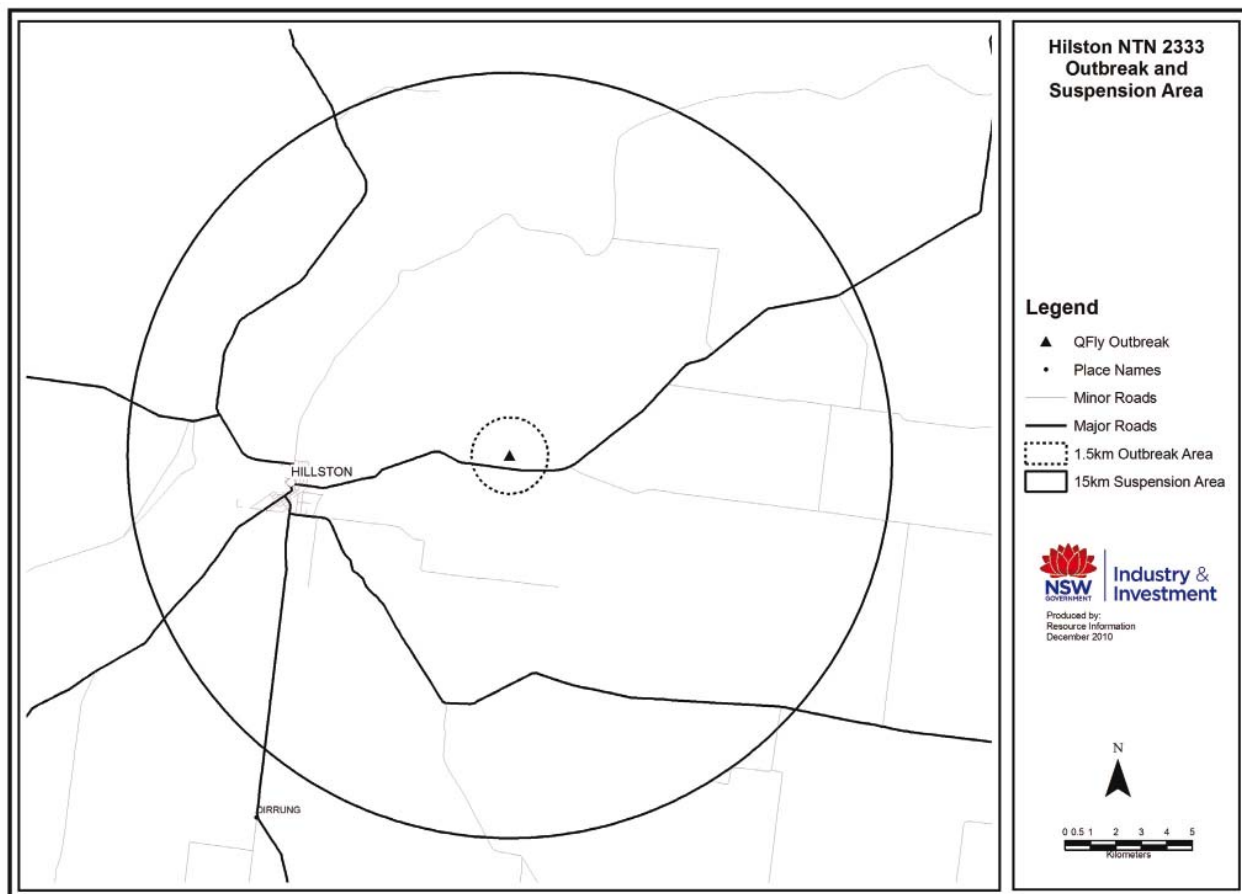 Hilston NTN 2333
Outbreak and
Suspension Area
HILLSTON
DIRRUNG
Legend
QFly Outbreak
Place Names
Minor Roads
Major Roads
1.5km Outbreak Area
15km Suspension Area
NSW
GOVERNMENT
Industry &
Investment
Produced by:
Resource Information
December 2010
N
0 0.5 1 2 3 4 5
Kilometers